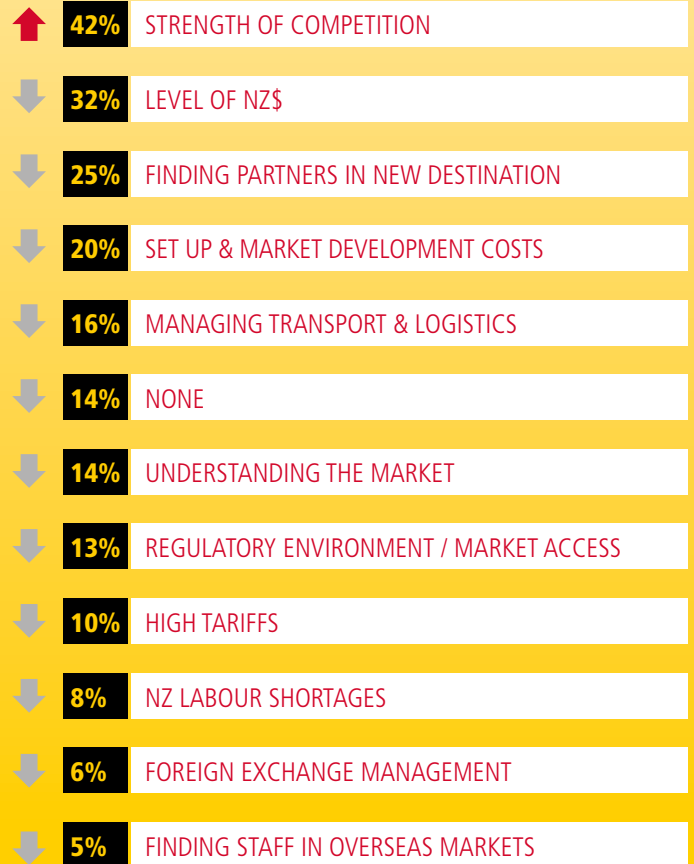 42% STRENGTH OF COMPETITION
32% LEVEL OF NZ$
25% FINDING PARTNERS IN NEW DESTINATION
20% SET UP & MARKET DEVELOPMENT COSTS
16% MANAGING TRANSPORT & LOGISTICS
14% NONE
14% UNDERSTANDING THE MARKET
13% REGULATORY ENVIRONMENT / MARKET ACCESS
10% HIGH TARIFFS
8% NZ LABOUR SHORTAGES
6% FOREIGN EXCHANGE MANAGEMENT
5% FINDING STAFF IN OVERSEAS MARKETS